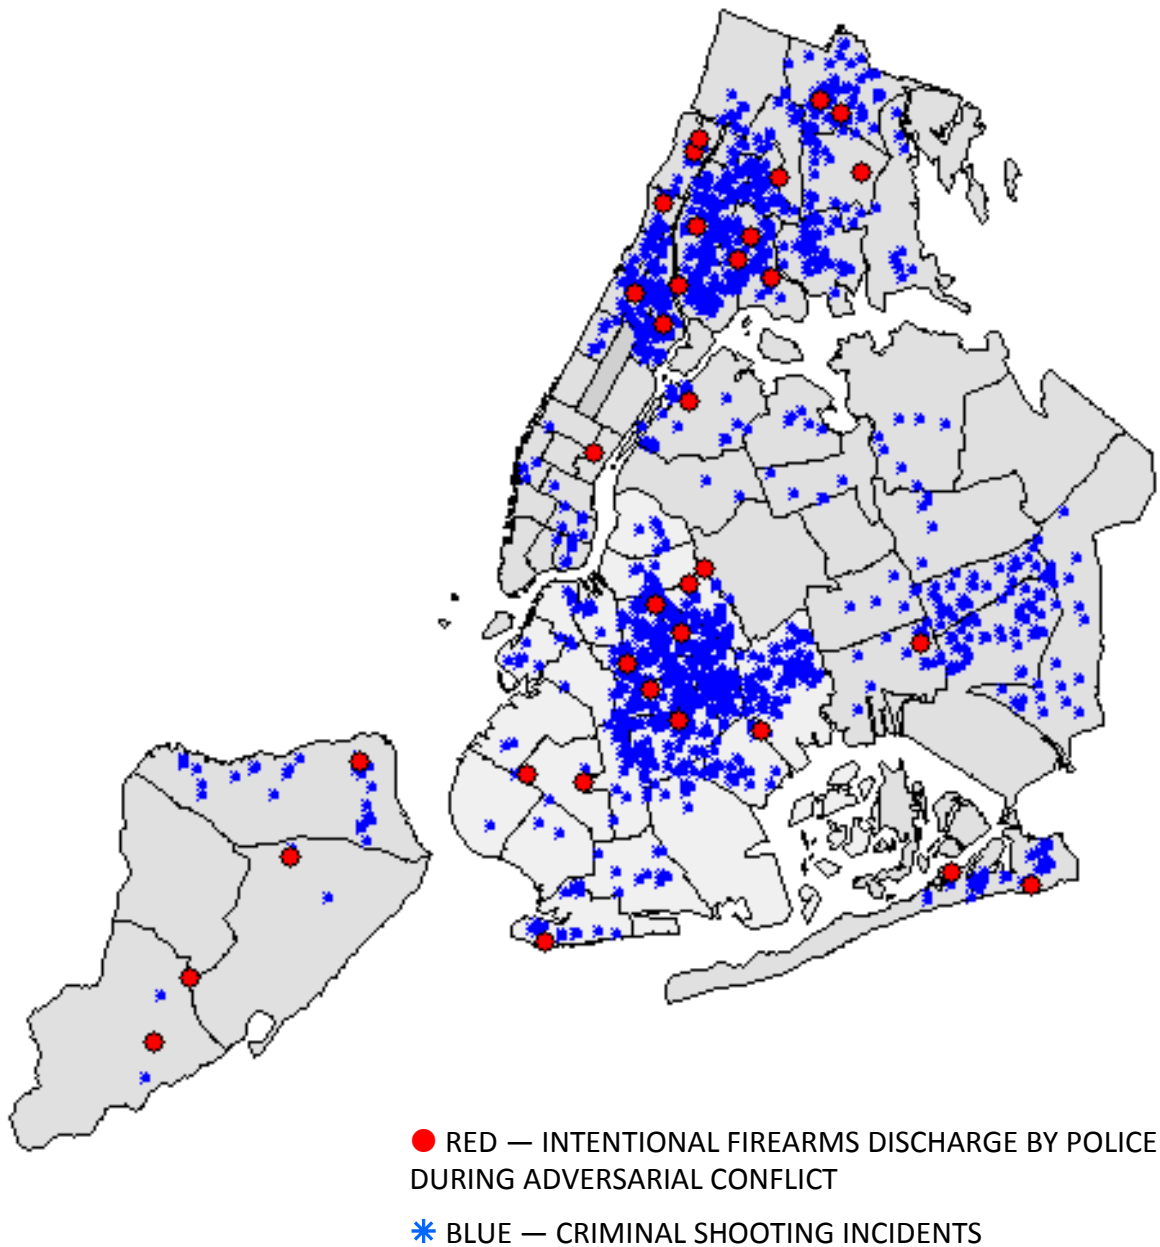 RED — INTENTIONAL FIREARMS DISCHARGE BY POLICE
DURING ADVERSARIAL CONFLICT
BLUE — CRIMINAL SHOOTING INCIDENTS